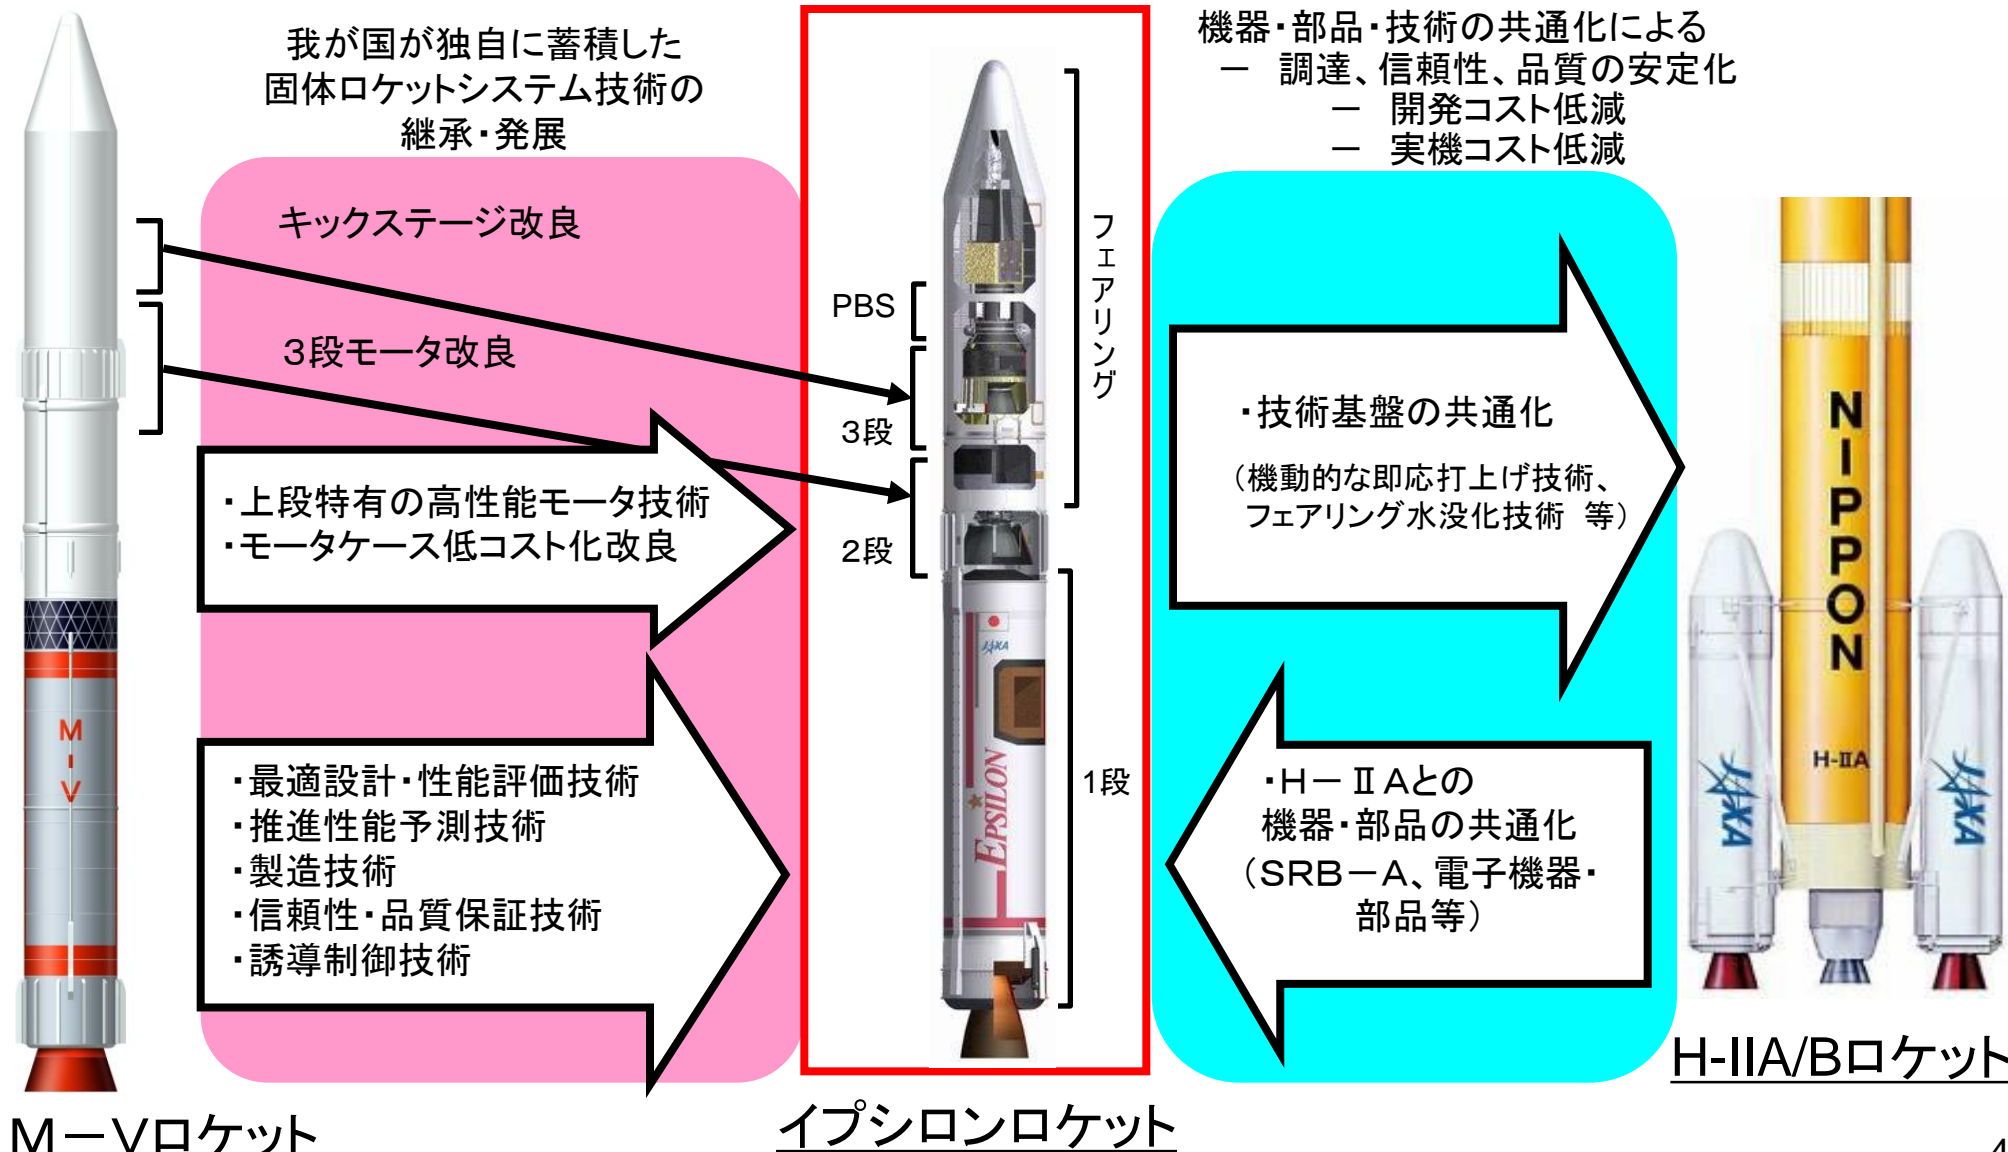 我が国が独自に蓄積した
固体ロケットシステム技術の
継承・発展
機器・部品・技術の共通化による
－ 調達、信頼性、品質の安定化
－ 開発コスト低減
－ 実機コスト低減
キックステージ改良
３段モータ改良
・上段特有の高性能モータ技術
・モータケース低コスト化改良
・最適設計・性能評価技術
・推進性能予測技術
・製造技術
・信頼性・品質保証技術
・誘導制御技術
M-V
フェアリング
PBS
３段
２段
１段
JAXA
EPSILON
・技術基盤の共通化
（機動的な即応打上げ技術、
フェアリング水没化技術 等）
・Ｈ－ⅡＡとの
機器・部品の共通化
（ＳＲＢ－Ａ、電子機器・
部品等）
NIPPON
H-IIA
JAXA
JAXA
Ｍ－Ｖロケット
イプシロンロケット
H-IIA/Bロケット
4